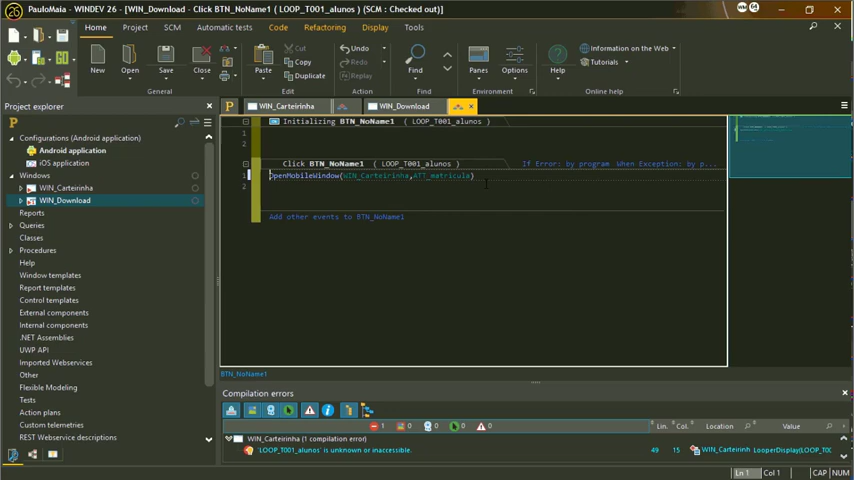 26 PauloMaia - WINDEV 26 - [WIN_Download - Click BTN_NoName1 ( LOOP_T001_alunos ) (SCM : Checked out)]
Home Project Automatic tests Code Refactoring Display Tools
WM 64
New Open Save Close
Paste Cut Copy Duplicate
Undo Redo Replay
Find
Panes Options
Help Information on the Web Tutorials
General Edit Find Environment Online help
Project explorer
WIN_Carteirinha WIN_Download
Configurations (Android application)
Android application
iOS application
Windows
WIN_Carteirinha
WIN_Download
Reports
Queries
Classes
Procedures
Help
Window templates
Report templates
Control templates
External components
Internal components
.NET Assemblies
UWP API
Imported Webservices
Other
Flexible Modeling
Tests
Action plans
Custom telemetries
REST Webservice descriptions
Initializing BTN_NoName1 ( LOOP_T001_alunos )
1
2
Click BTN_NoName1 ( LOOP_T001_alunos ) If Error: by program When Exception: by p...
1 OpenMobileWindow(WIN_Carteirinha,ATT_matricula)
2
Add other events to BTN_NoName1
BTN_NoName1
Compilation errors
1 0 0 0 0 Lin. Col. Location Value
WIN_Carteirinha (1 compilation error)
'LOOP_T001_alunos' is unknown or inaccessible. 49 15 WIN_Carteirinh LooperDisplay(LOOP_T0
Ln 1 Col 1 CAP NUM